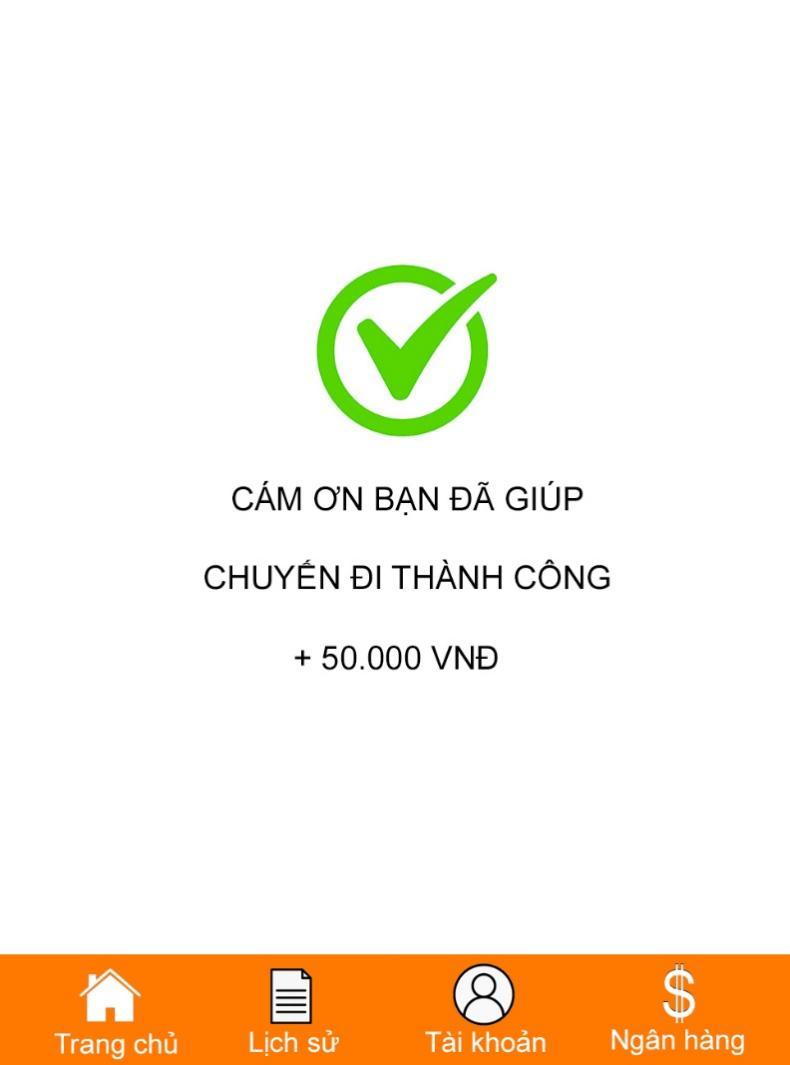 CÁM ƠN BẠN ĐÃ GIÚP
CHUYẾN ĐI THÀNH CÔNG
+ 50.000 VNĐ
Trang chủ
Lịch sử
Tài khoản
Ngân hàng